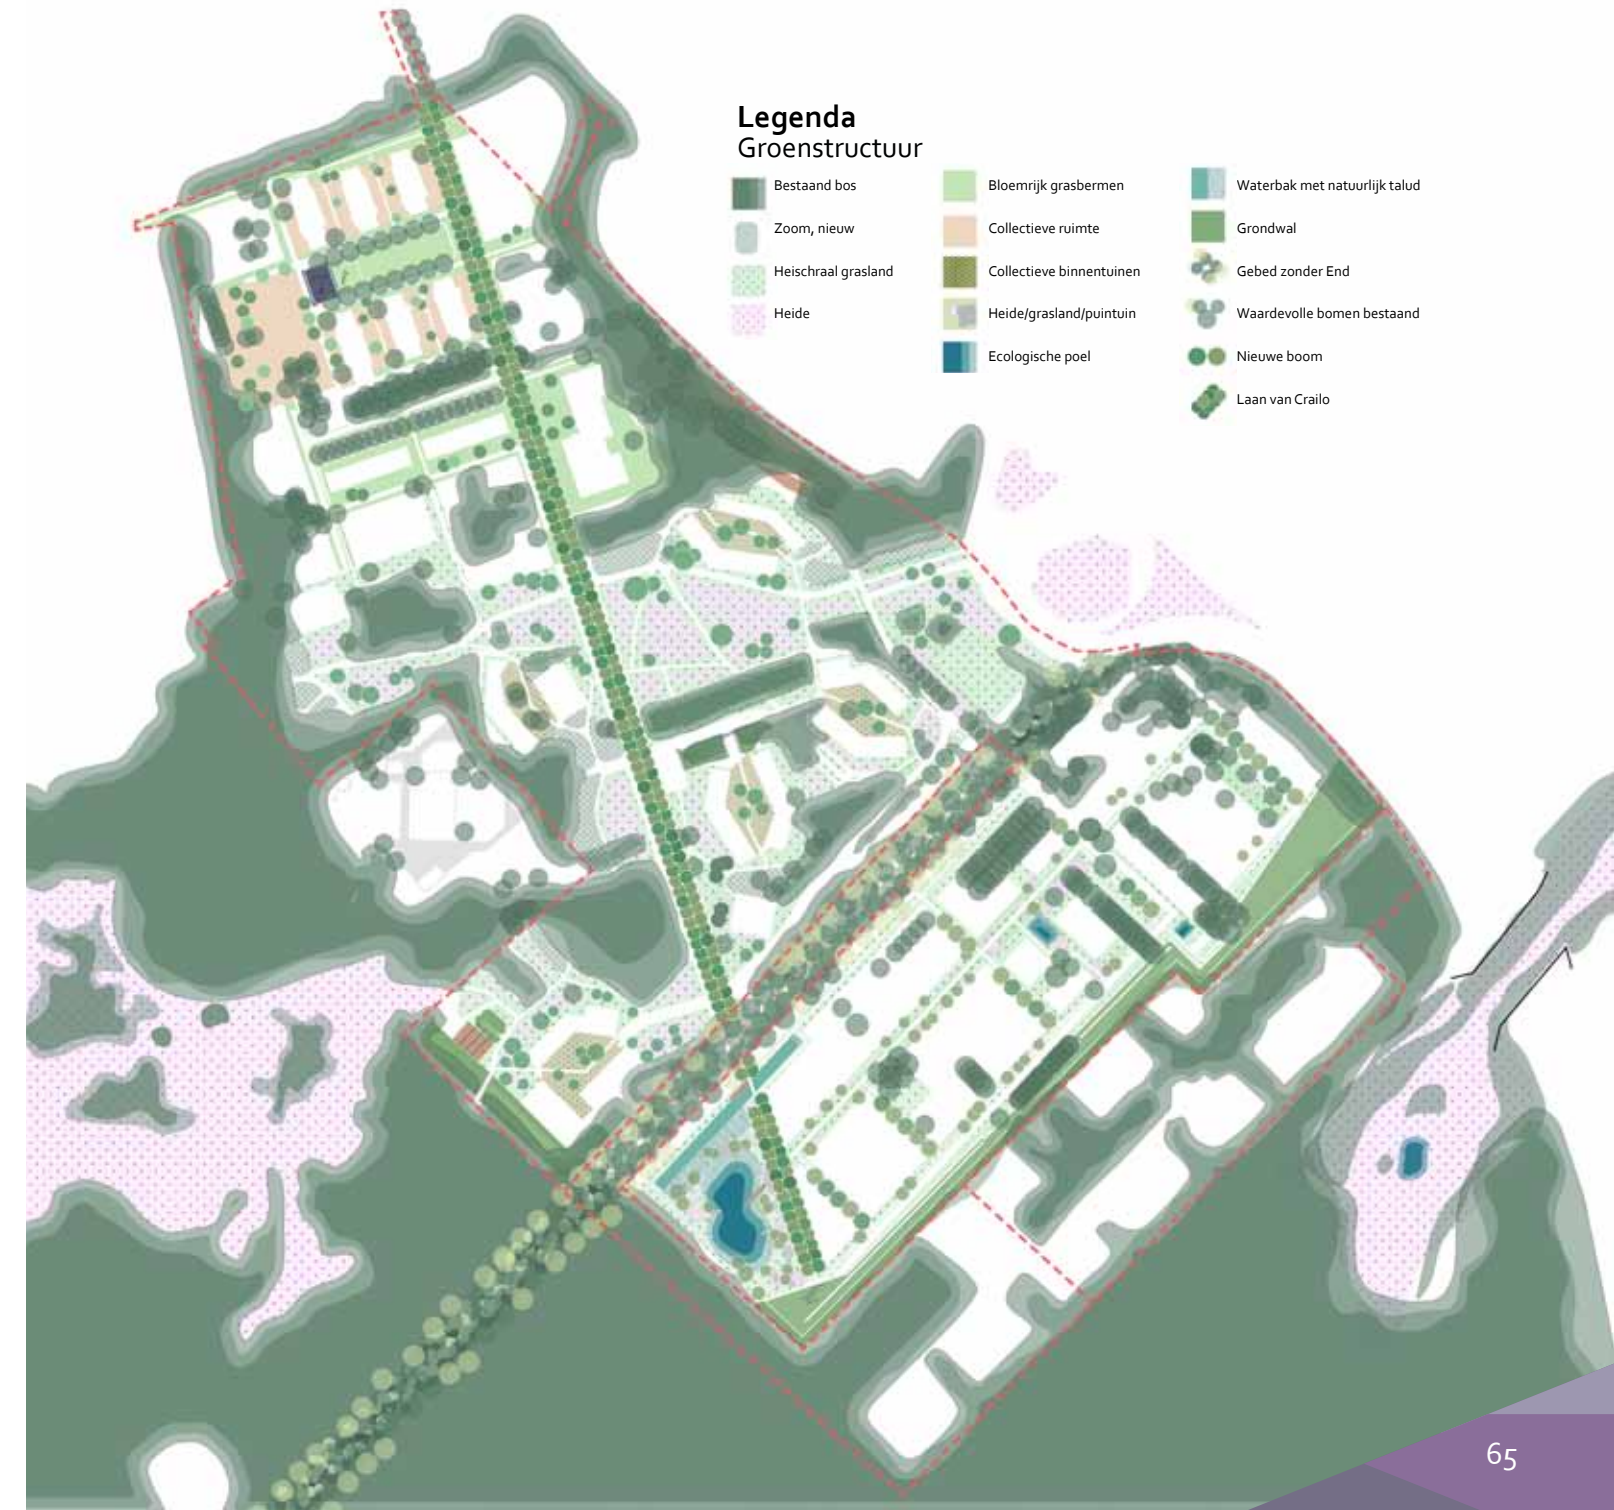 Legenda
Groenstructuur
Bestaand bos
Zoom, nieuw
Heischraal grasland
Heide
Bloemrijk grasbermen
Collectieve ruimte
Collectieve binnentuinen
Heide/grasland/puintuin
Ecologische poel
Waterbak met natuurlijk talud
Grondwal
Gebed zonder End
Waardevolle bomen bestaand
Nieuwe boom
Laan van Crailo
65